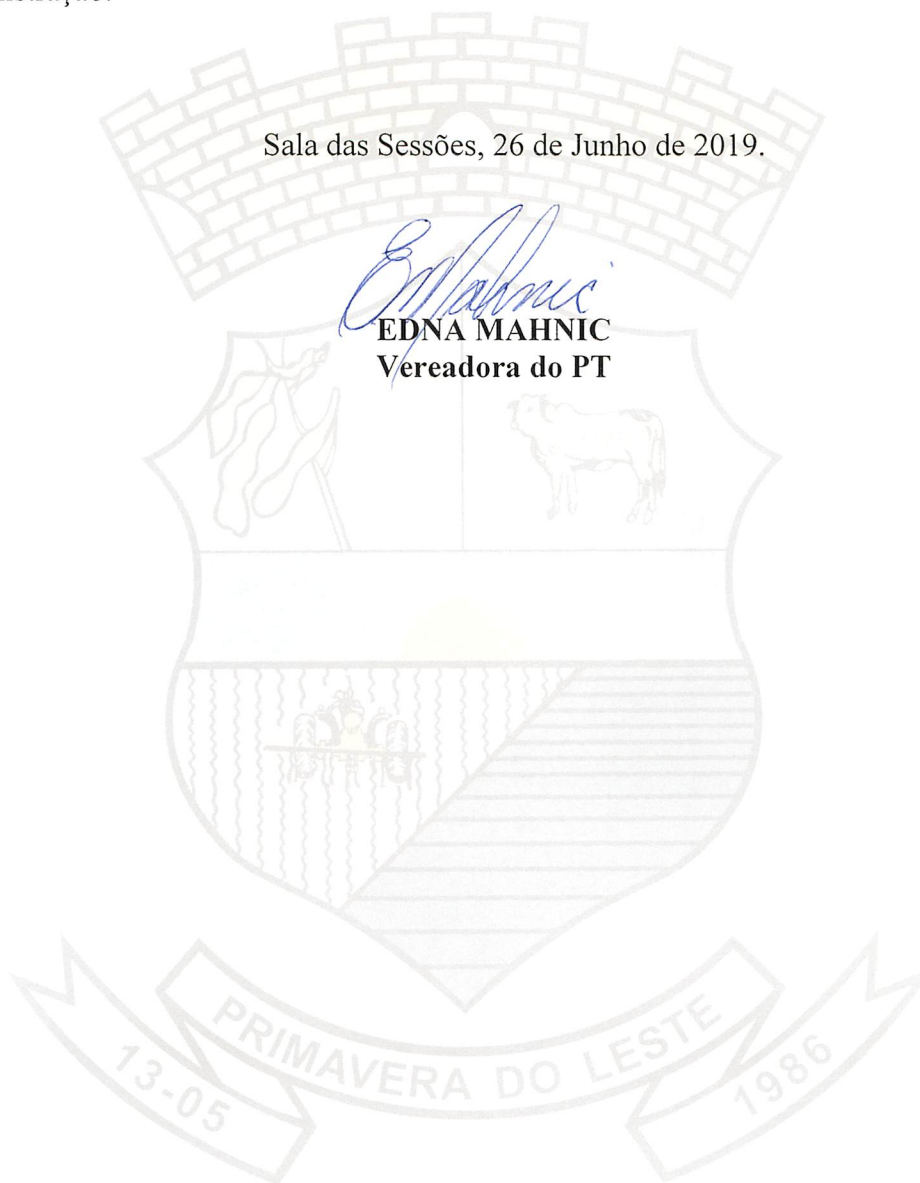 Sala das Sessões, 26 de Junho de 2019.
EMahnic
EDNA MAHNIC
Vereadora do PT
PRIMAVERA DO LESTE
13-05
1986